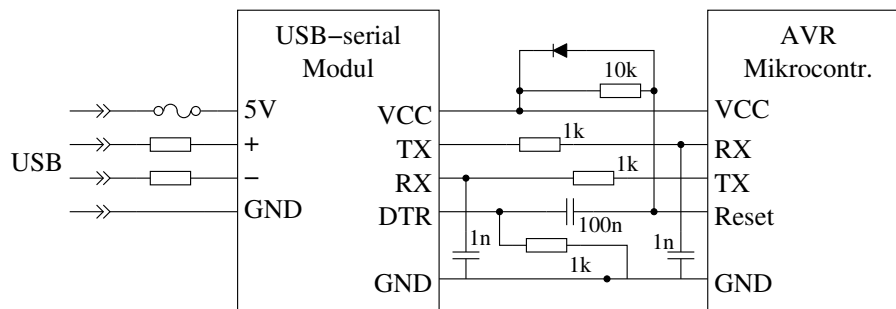 USB−serial
Modul
AVR
Mikrocontr.
10k
5V
VCC
VCC
1k
+
TX
RX
USB
1k
−
RX
TX
GND
DTR
100n
Reset
1n
1n
1k
GND
GND